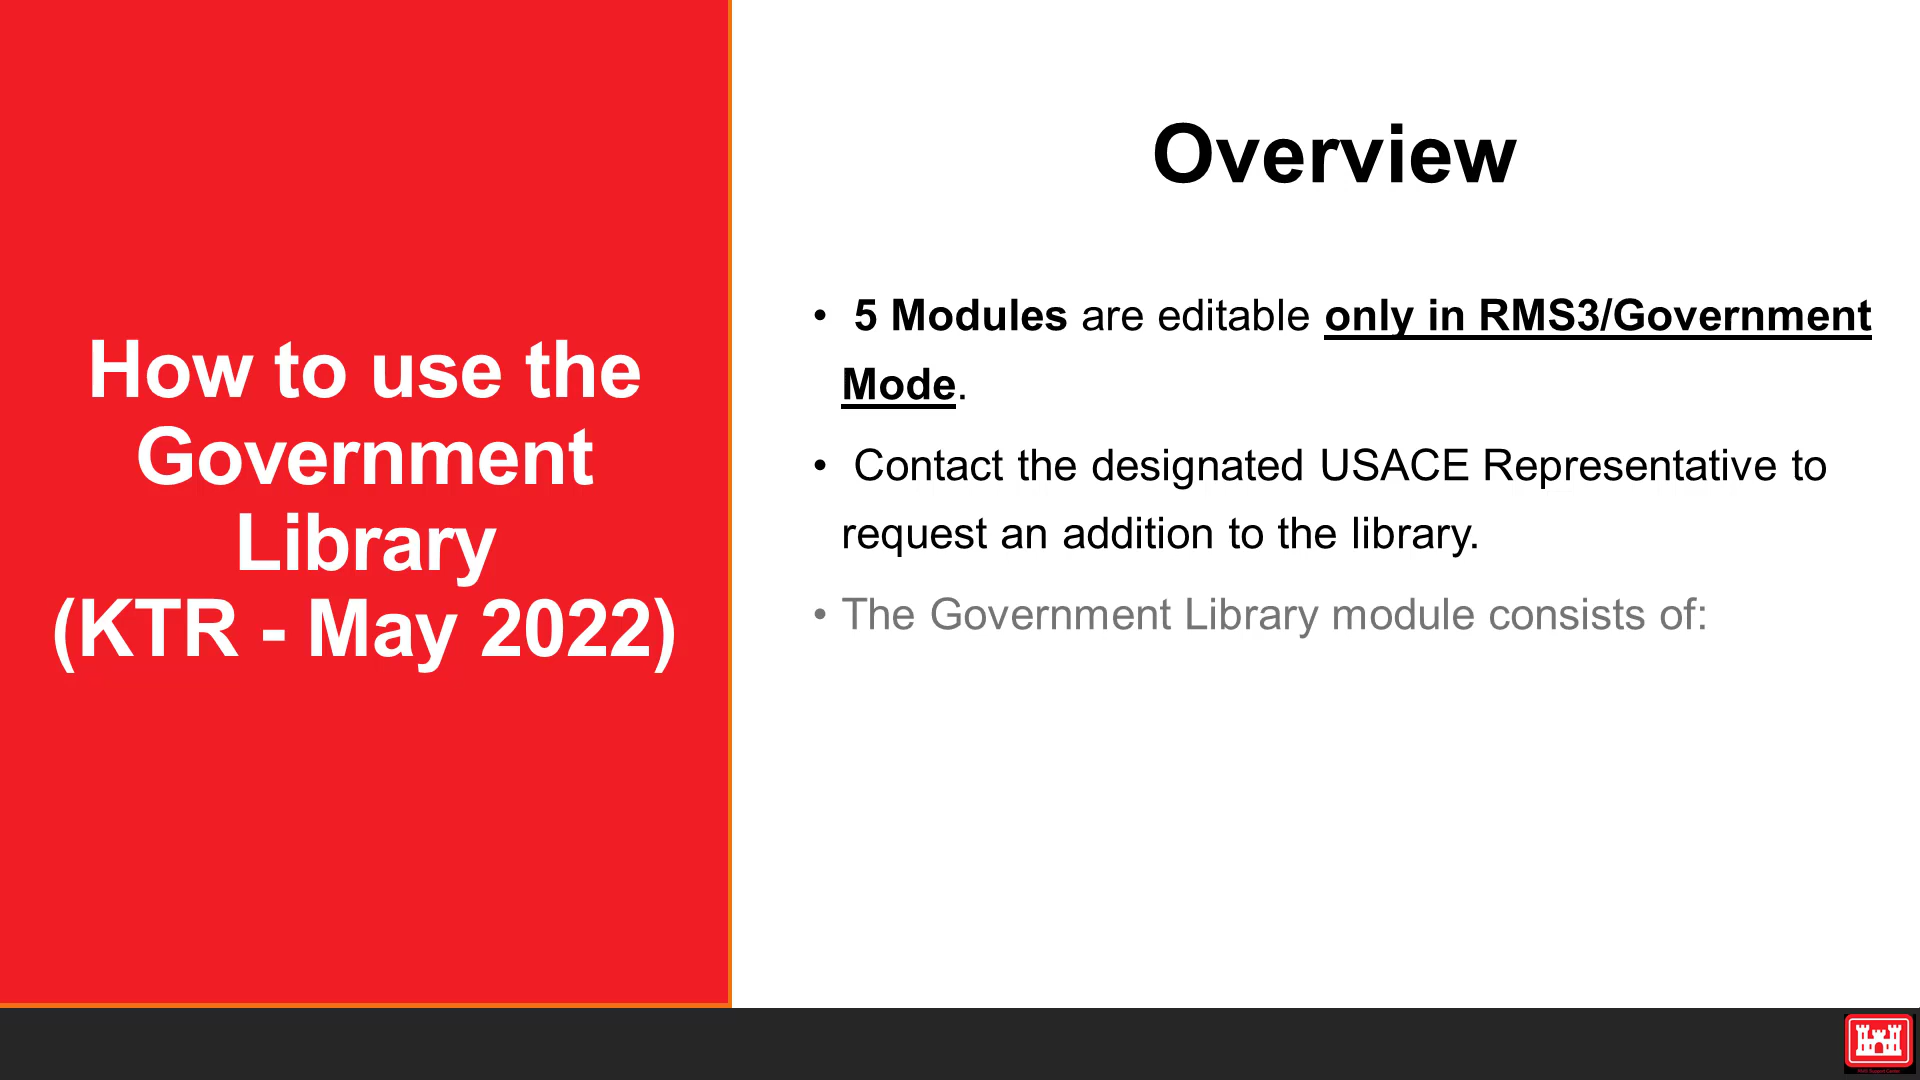 How to use the
Government
Library
(KTR - May 2022)
Overview
• 5 Modules are editable only in RMS3/Government
Mode.
• Contact the designated USACE Representative to
request an addition to the library.
• The Government Library module consists of: